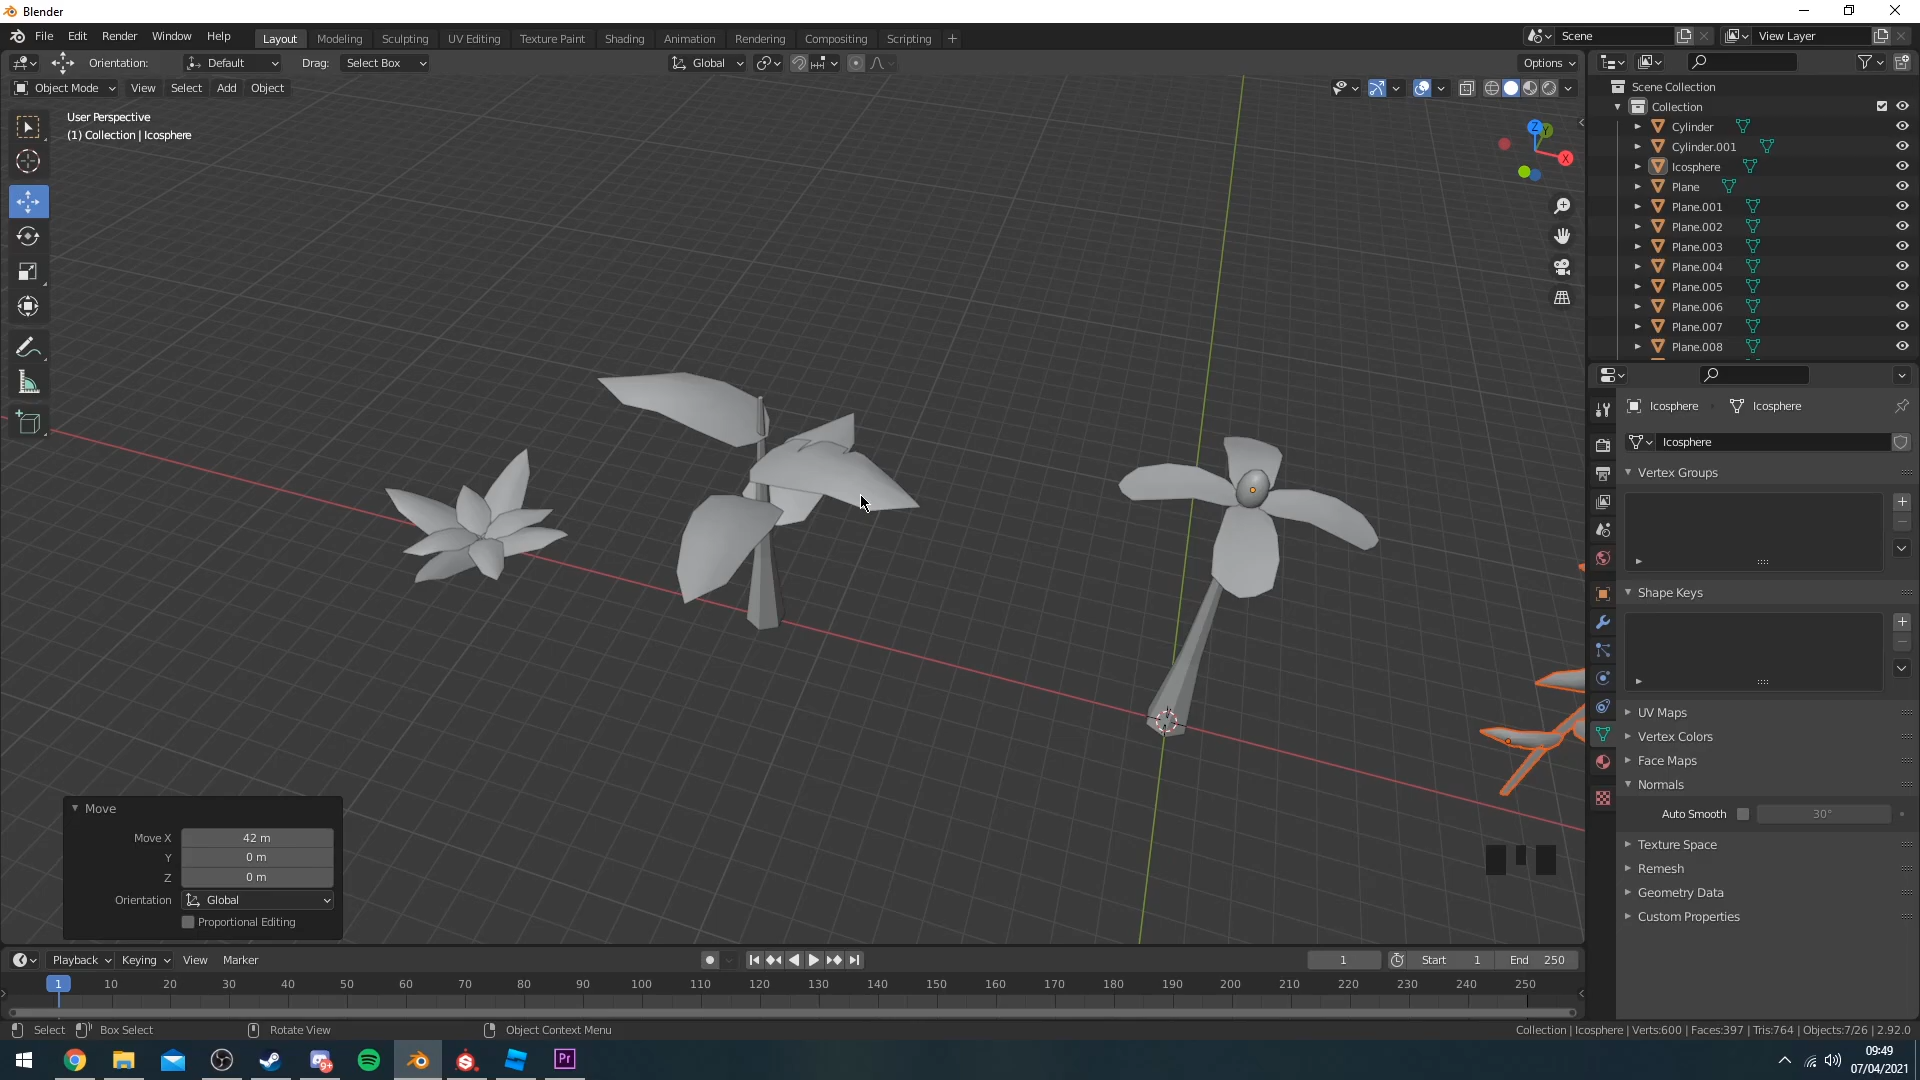 Blender
File Edit Render Window Help
Layout Modeling Sculpting UV Editing Texture Paint Shading Animation Rendering Compositing Scripting +
Scene
View Layer
Orientation: Default Drag: Select Box
Global
Options
Object Mode View Select Add Object
User Perspective
(1) Collection | Icosphere
Z
Y
X
Scene Collection
Collection
Cylinder
Cylinder.001
Icosphere
Plane
Plane.001
Plane.002
Plane.003
Plane.004
Plane.005
Plane.006
Plane.007
Plane.008
Icosphere Icosphere
Icosphere
Vertex Groups
Shape Keys
UV Maps
Vertex Colors
Face Maps
Normals
Auto Smooth 30°
Texture Space
Remesh
Geometry Data
Custom Properties
Move
Move X 42 m
Y 0 m
Z 0 m
Orientation Global
Proportional Editing
Playback Keying View Marker
1 Start 1 End 250
1 10 20 30 40 50 60 70 80 90 100 110 120 130 140 150 160 170 180 190 200 210 220 230 240 250
Select Box Select Rotate View Object Context Menu
Collection | Icosphere | Verts:600 | Faces:397 | Tris:764 | Objects:7/26 | 2.92.0
9+
Pr
09:49
07/04/2021